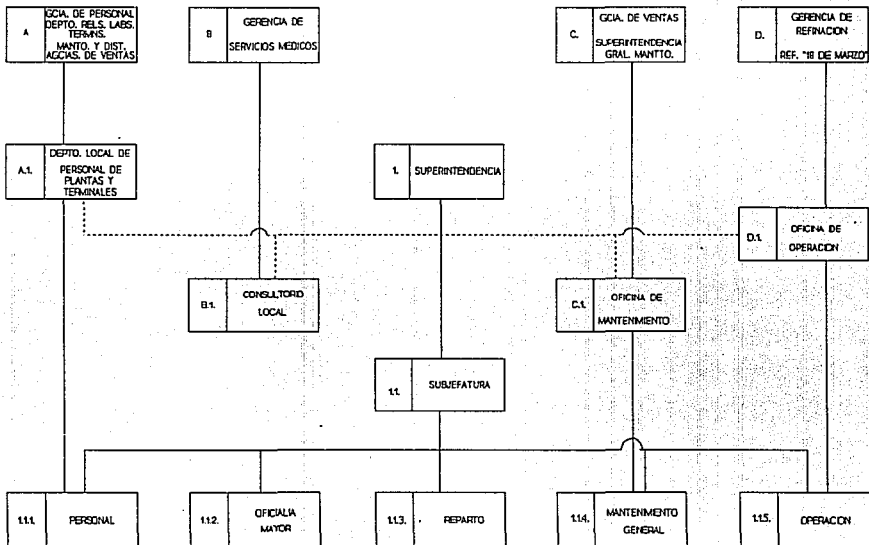 A
GCIA. DE PERSONAL
DEPTO. RELS. LABS.
TERMNS.
MANTO. Y DIST.
AGCIAS. DE VENTAS
B
GERENCIA DE
SERVICIOS MEDICOS
C.
GCIA. DE VENTAS
SUPERINTENDENCIA
GRAL. MANTTO.
D.
GERENCIA DE
REFINACION
REF. "18 DE MARZO"
A.1.
DEPTO. LOCAL DE
PERSONAL DE
PLANTAS Y
TERMINALES
1.
SUPERINTENDENCIA
D.1.
OFICINA DE
OPERACION
B.1.
CONSULTORIO
LOCAL
C.1.
OFICINA DE
MANTENIMIENTO
1.1.
SUBJEFATURA
1.1.1.
PERSONAL
1.1.2.
OFICIALIA
MAYOR
1.1.3.
REPARTO
1.1.4.
MANTENIMIENTO
GENERAL
1.1.5.
OPERACION